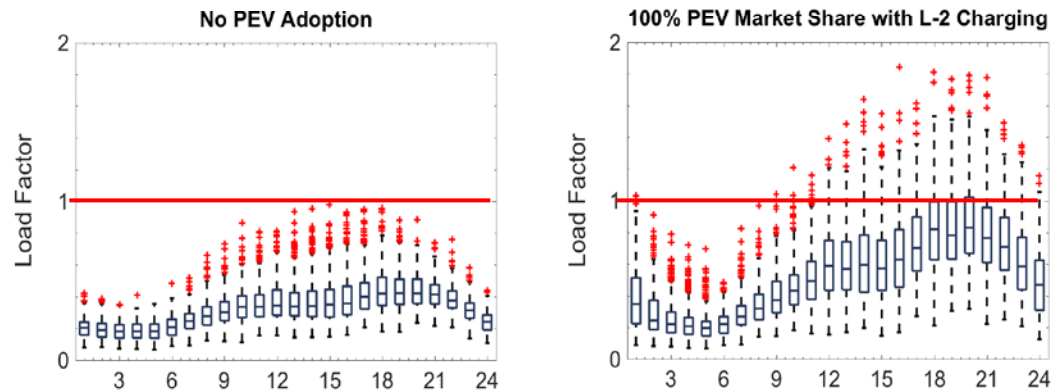 No PEV Adoption
2
1
0
Load Factor
3 6 9 12 15 18 21 24
100% PEV Market Share with L-2 Charging
2
1
0
Load Factor
3 6 9 12 15 18 21 24